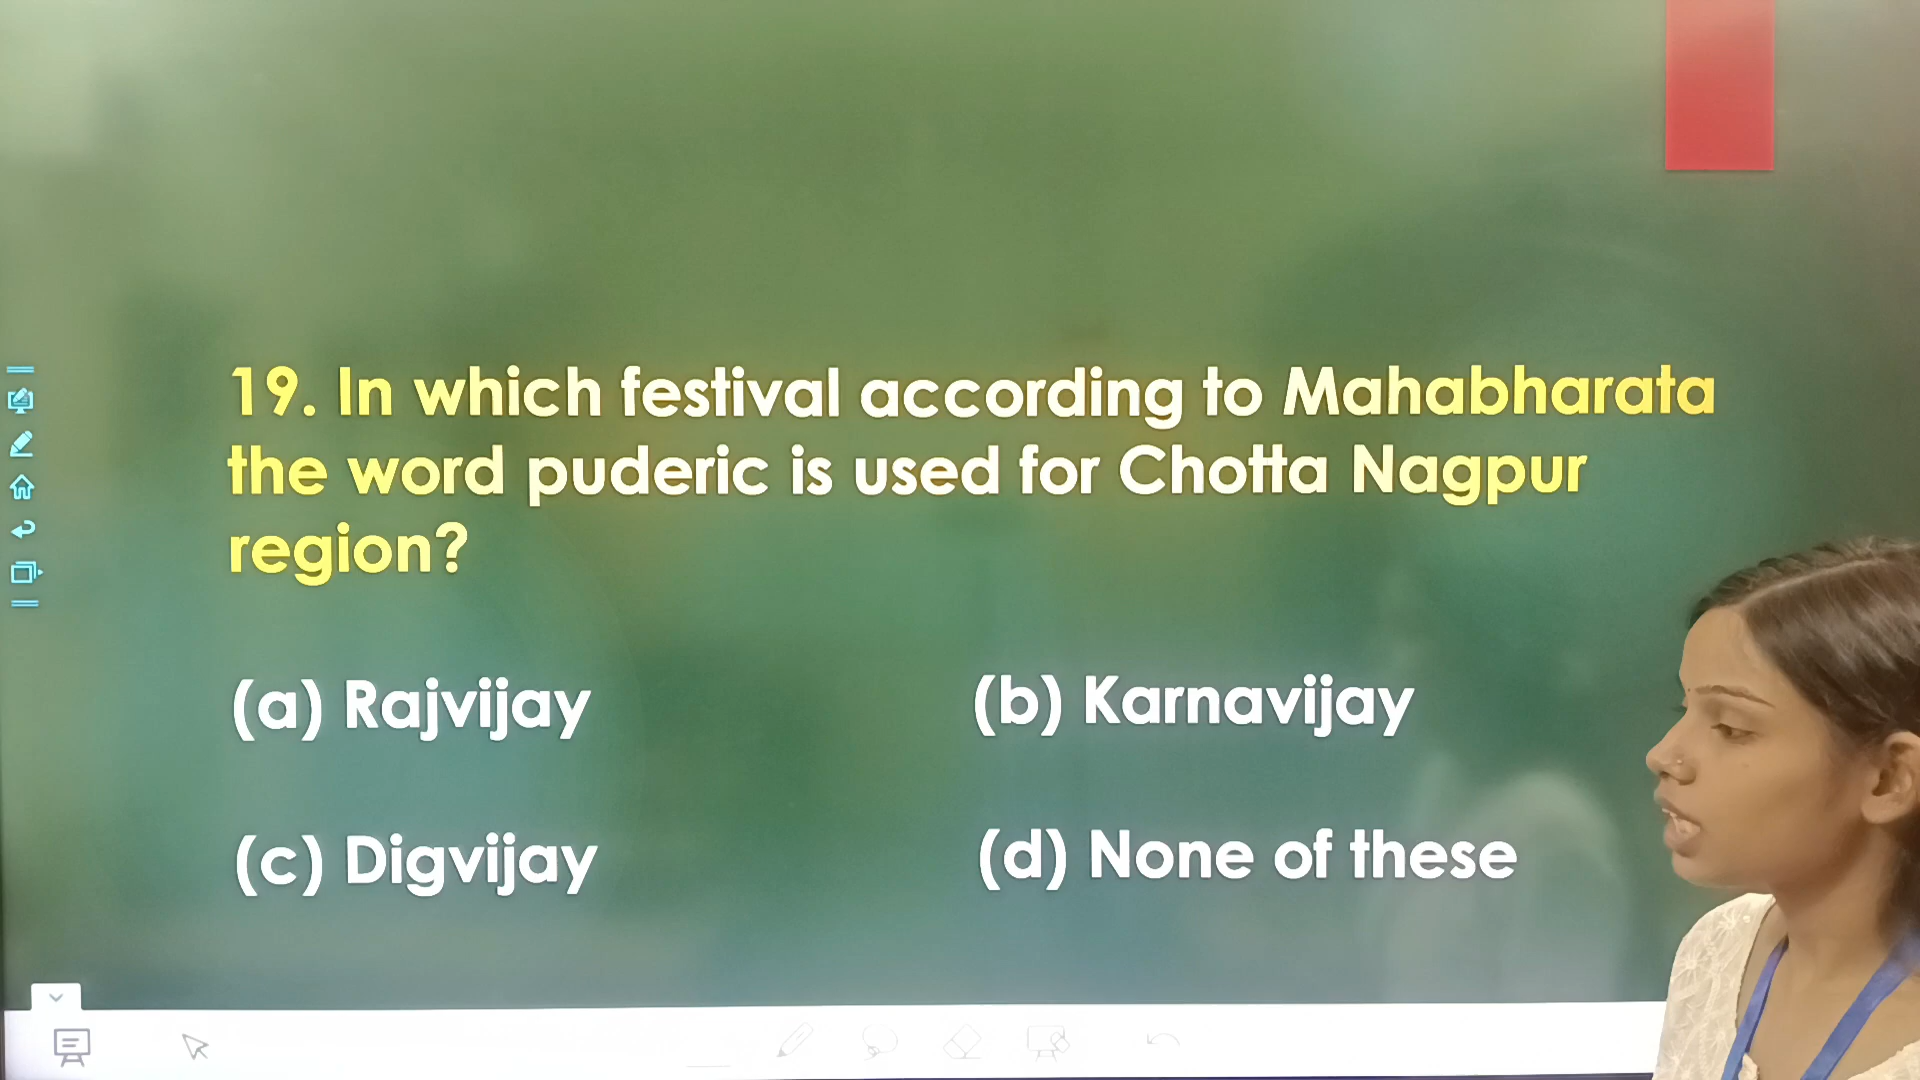 19. In which festival according to Mahabharata
the word puderic is used for Chotta Nagpur
region?
(a) Rajvijay
(b) Karnavijay
(c) Digvijay
(d) None of these